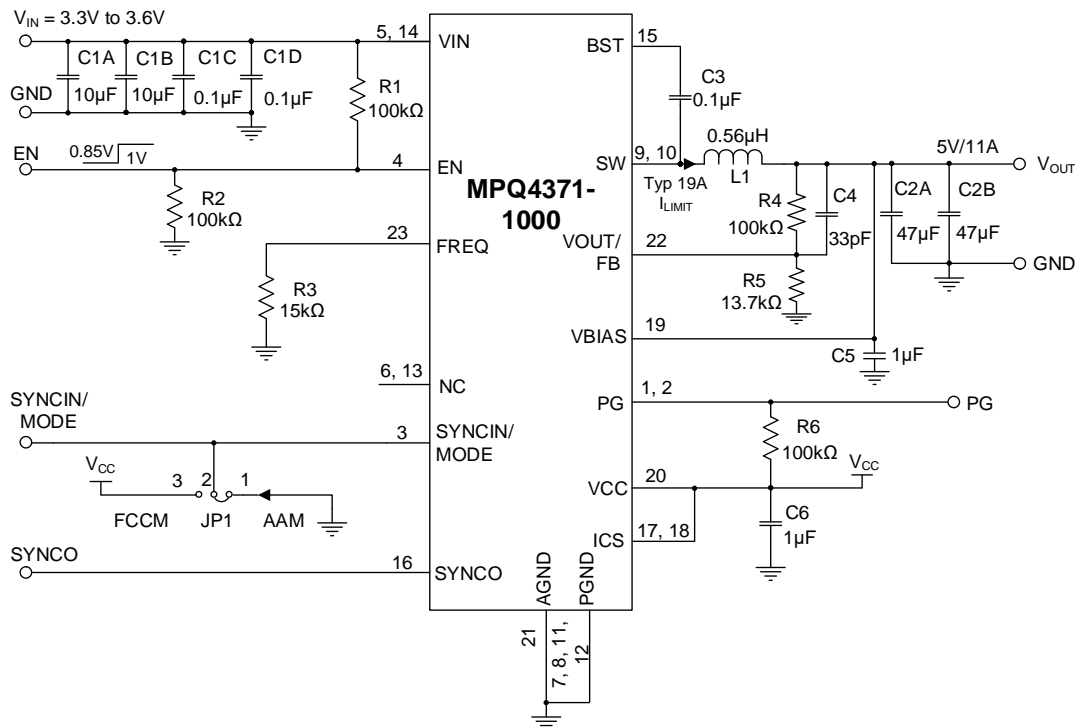 V_IN = 3.3V to 3.6V
5, 14
VIN
C1A
C1B
C1C
C1D
10μF
10μF
0.1μF
0.1μF
GND
R1
100kΩ
EN
0.85V
1V
4
EN
R2
100kΩ
23
FREQ
R3
15kΩ
6, 13
NC
SYNCIN/
MODE
3
SYNCIN/
MODE
V_CC
3
2
1
FCCM
JP1
AAM
SYNCO
16
SYNCO
MPQ4371-
1000
BST
15
C3
0.1μF
0.56μH
SW
9, 10
L1
Typ 19A
I_LIMIT
5V/11A
V_OUT
R4
100kΩ
C4
33pF
C2A
47μF
C2B
47μF
VOUT/
FB
22
R5
13.7kΩ
GND
VBIAS
19
C5
1μF
PG
1, 2
PG
R6
100kΩ
VCC
20
V_CC
ICS
17, 18
C6
1μF
AGND
PGND
21
7, 8, 11,
12